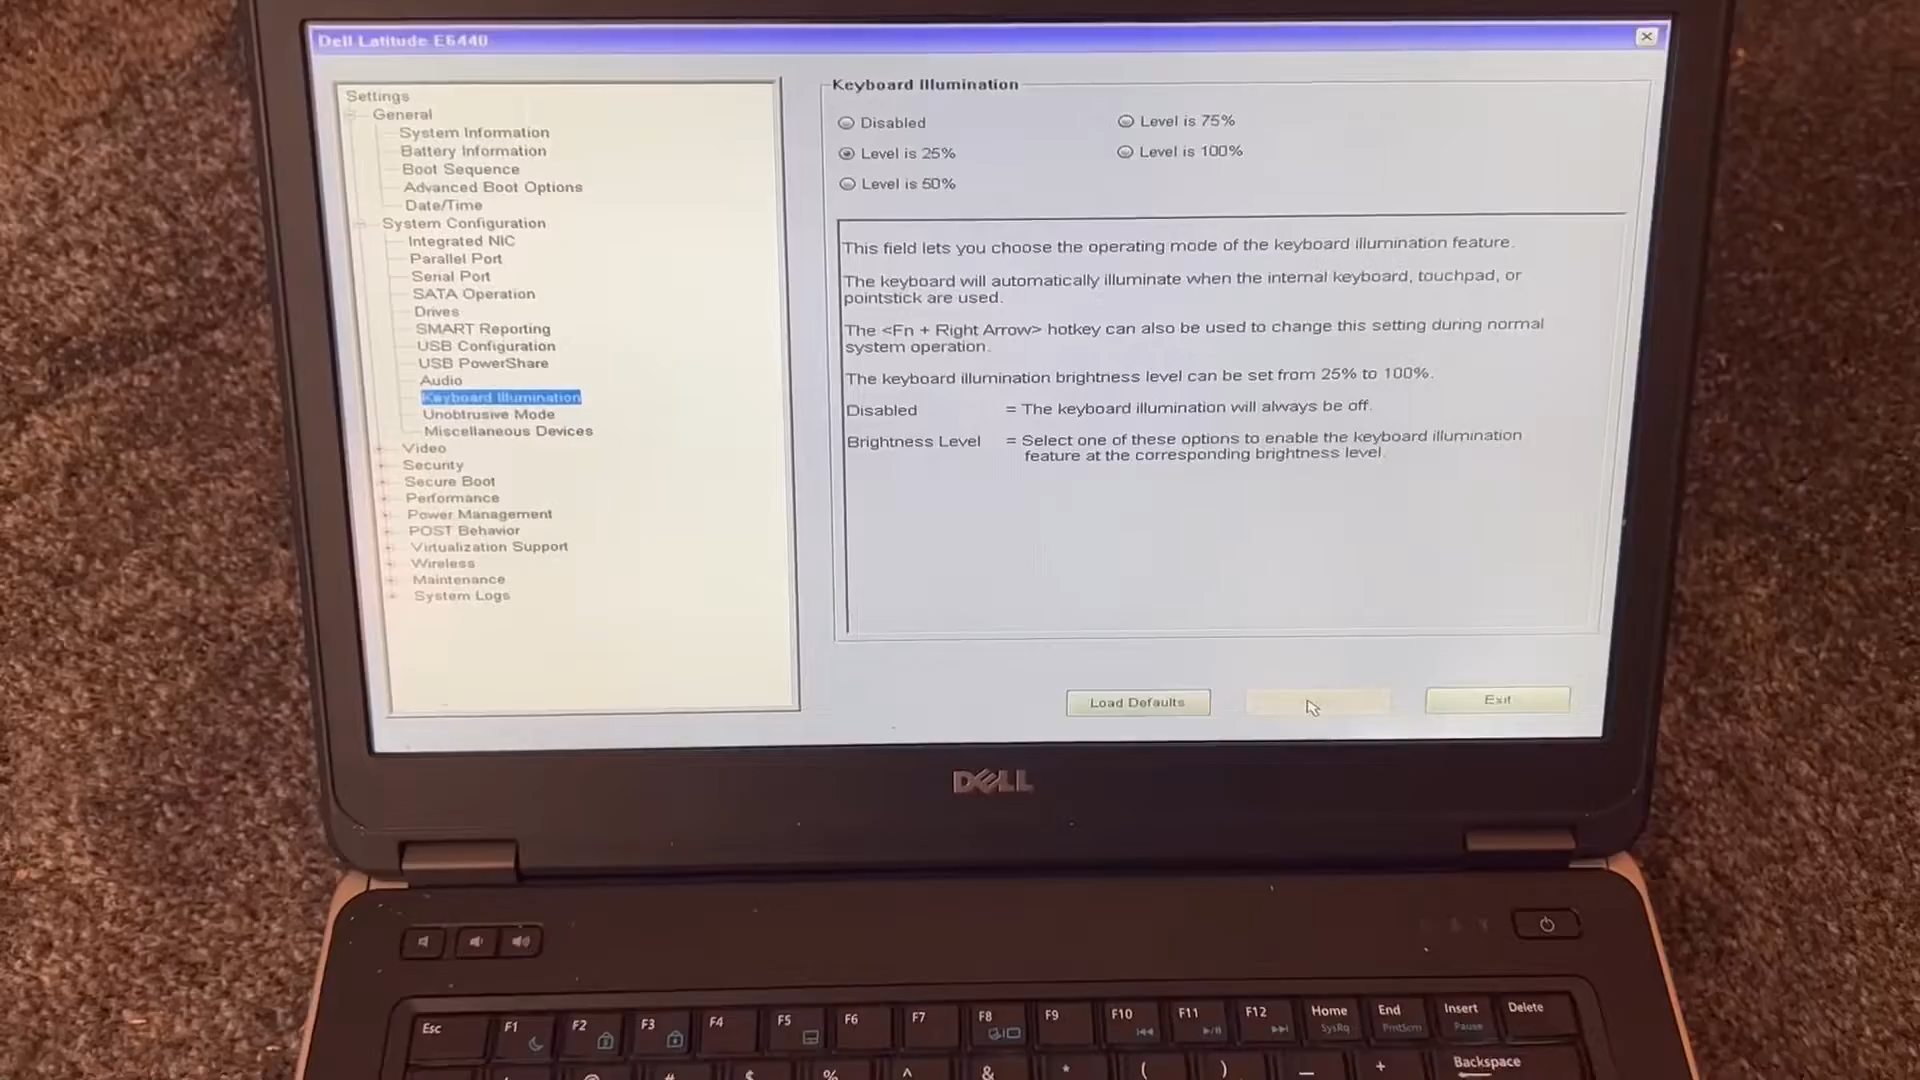 Dell Latitude E6440
Settings
General
System Information
Battery Information
Boot Sequence
Advanced Boot Options
Date/Time
System Configuration
Integrated NIC
Parallel Port
Serial Port
SATA Operation
Drives
SMART Reporting
USB Configuration
USB PowerShare
Audio
Keyboard Illumination
Unobtrusive Mode
Miscellaneous Devices
Video
Security
Secure Boot
Performance
Power Management
POST Behavior
Virtualization Support
Wireless
Maintenance
System Logs
Keyboard Illumination
Disabled
Level is 25%
Level is 50%
Level is 75%
Level is 100%
This field lets you choose the operating mode of the keyboard illumination feature.
The keyboard will automatically illuminate when the internal keyboard, touchpad, or
pointstick are used.
The <Fn + Right Arrow> hotkey can also be used to change this setting during normal
system operation.
The keyboard illumination brightness level can be set from 25% to 100%.
Disabled = The keyboard illumination will always be off.
Brightness Level = Select one of these options to enable the keyboard illumination
feature at the corresponding brightness level.
Load Defaults
Exit
DELL
Esc F1 F2 F3 F4 F5 F6 F7 F8 F9 F10 F11 F12 Home End Insert Delete
SysRq PrntScrn Pause
# $ % ^ & * ( ) _ + Backspace